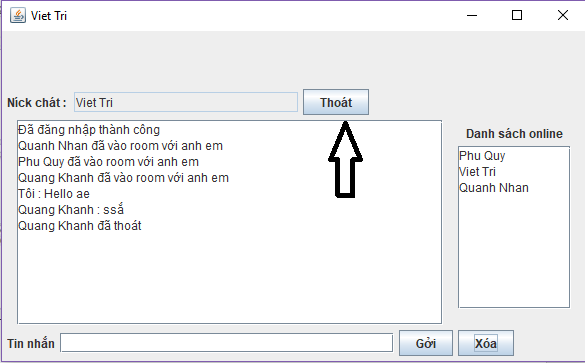 Viet Tri
Nick chát : Viet Tri Thoát
Đã đăng nhập thành công
Quanh Nhan đã vào room với anh em
Phu Quy đã vào room với anh em
Quang Khanh đã vào room với anh em
Tôi : Hello ae
Quang Khanh : ssắ
Quang Khanh đã thoát
Danh sách online
Phu Quy
Viet Tri
Quanh Nhan
Tin nhắn Gởi Xóa